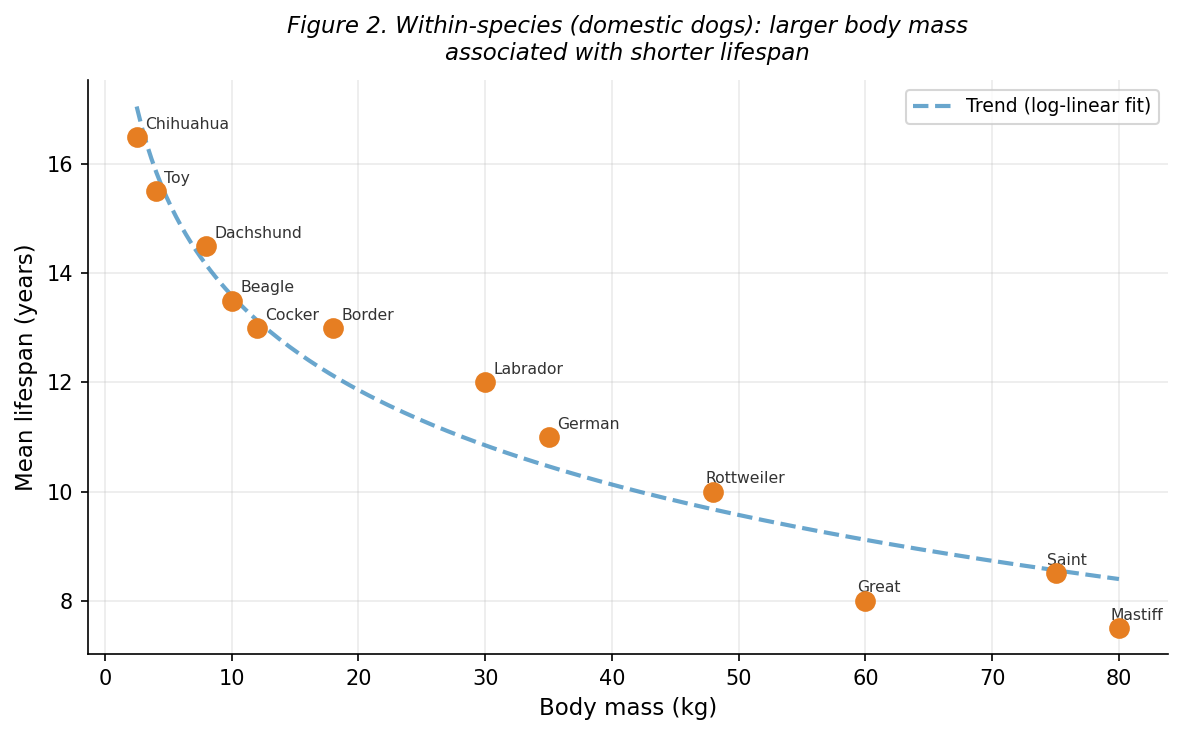 Figure 2. Within-species (domestic dogs): larger body mass
associated with shorter lifespan
Trend (log-linear fit)
Chihuahua
Toy
Dachshund
Beagle
Cocker
Border
Labrador
German
Rottweiler
Great
Saint
Mastiff
16
14
12
10
8
Mean lifespan (years)
0 10 20 30 40 50 60 70 80
Body mass (kg)